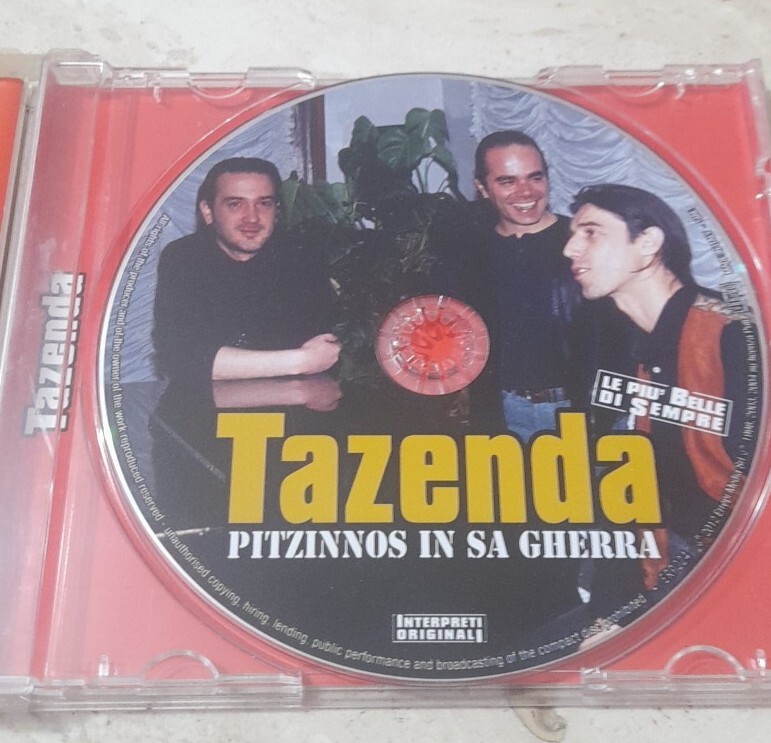 Tazenda
LE PIU' BELLE
DI SEMPRE
Tazenda
PITZINNOS IN SA GHERRA
INTERPRETI
ORIGINALI
All rights of the producer and of the owner of the work reproduced reserved - unauthorised copying, hiring, lending, public performance and broadcasting of the compact disc prohibited